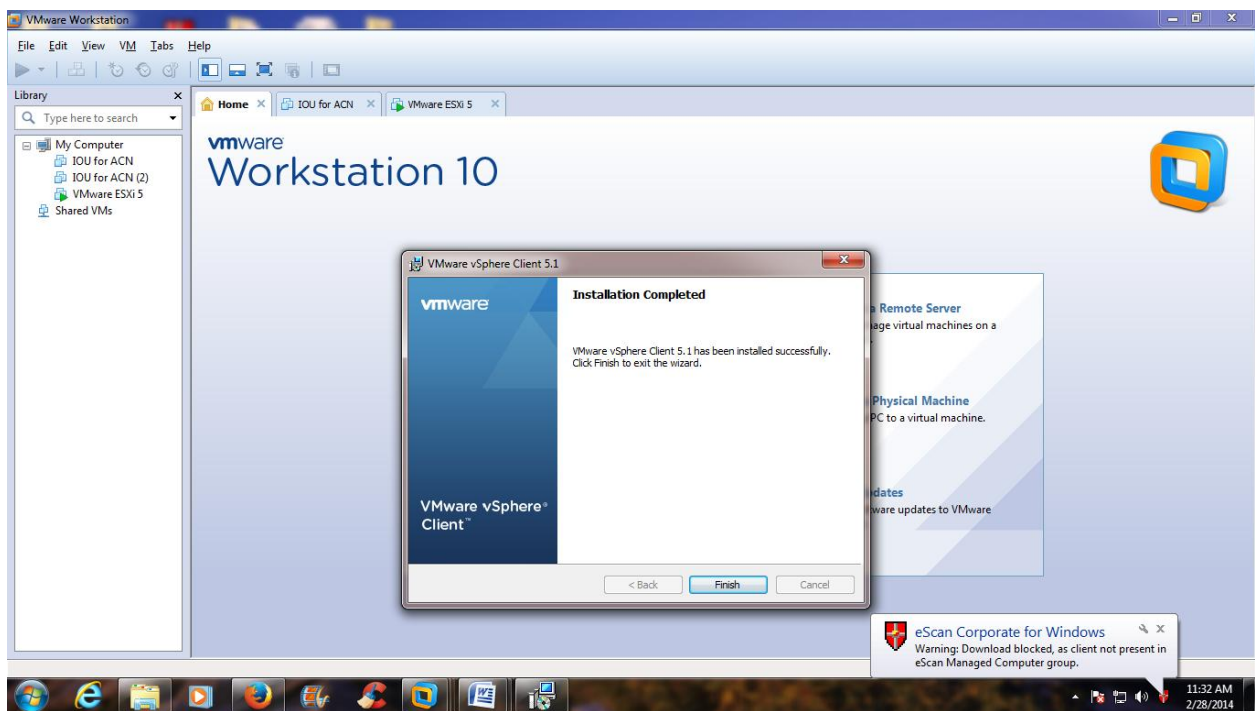 VMware Workstation
File Edit View VM Tabs Help
Library
Type here to search
My Computer
IOU for ACN
IOU for ACN (2)
VMware ESXi 5
Shared VMs
Home
IOU for ACN
VMware ESXi 5
vmware
Workstation 10
VMware vSphere Client 5.1
vmware
VMware vSphere®
Client™
Installation Completed
VMware vSphere Client 5.1 has been installed successfully.
Click Finish to exit the wizard.
< Back
Finish
Cancel
a Remote Server
virtual machines on a
Physical Machine
PC to a virtual machine.
updates to VMware
eScan Corporate for Windows
Warning: Download blocked, as client not present in
eScan Managed Computer group.
11:32 AM
2/28/2014